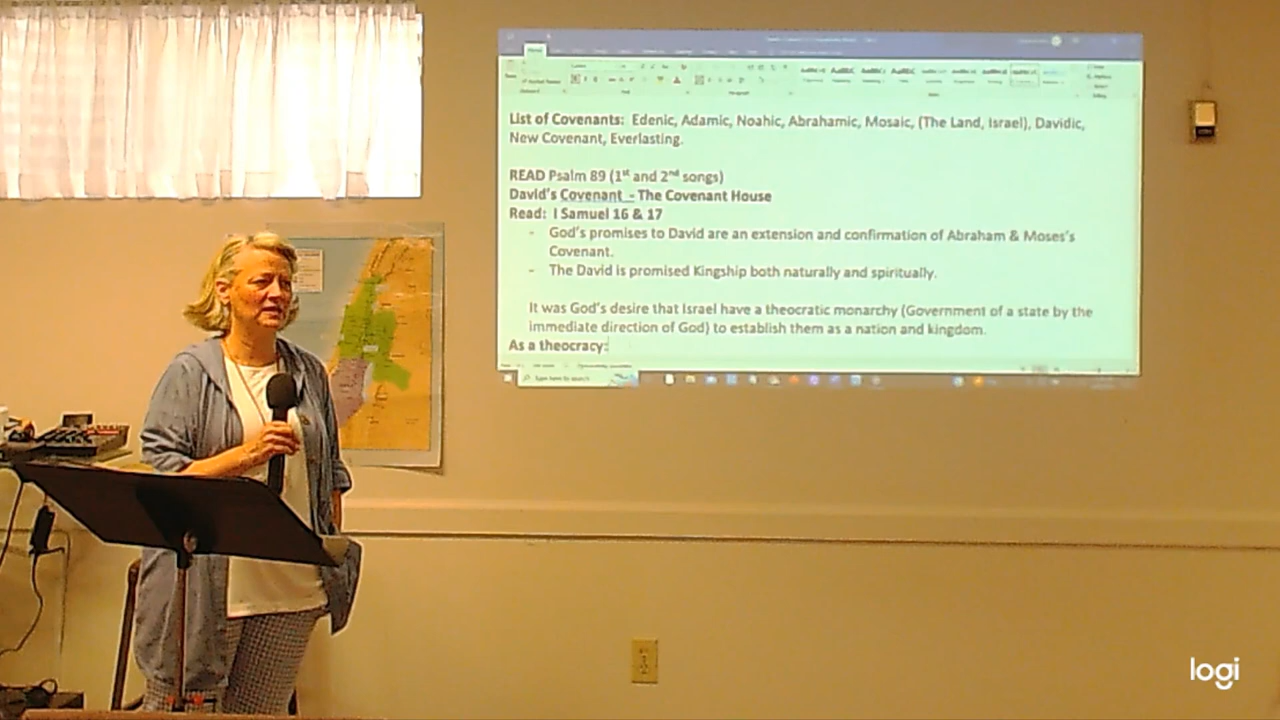 List of Covenants: Edenic, Adamic, Noahic, Abrahamic, Mosaic, (The Land, Israel), Davidic,
New Covenant, Everlasting.
READ Psalm 89 (1st and 2nd songs)
David's Covenant - The Covenant House
Read: I Samuel 16 & 17
- God's promises to David are an extension and confirmation of Abraham & Moses's
Covenant.
- The David is promised Kingship both naturally and spiritually.
It was God's desire that Israel have a theocratic monarchy (Government of a state by the
immediate direction of God) to establish them as a nation and kingdom.
As a theocracy:
Type here to search
logi